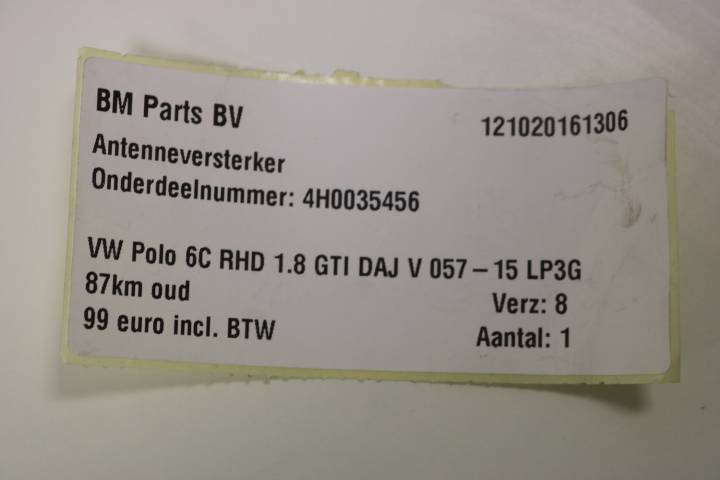 BM Parts BV
121020161306
Antenneversterker
Onderdeelnummer: 4H0035456
VW Polo 6C RHD 1.8 GTI DAJ V 057 – 15 LP3G
87km oud
Verz: 8
99 euro incl. BTW
Aantal: 1